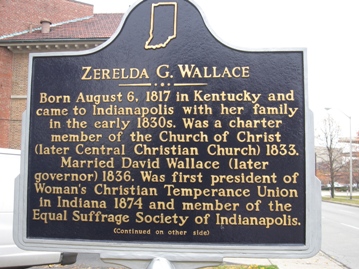 ZERELDA G. WALLACE
Born August 6, 1817 in Kentucky and
came to Indianapolis with her family
in the early 1830s. Was a charter
member of the Church of Christ
(later Central Christian Church) 1833.
Married David Wallace (later
governor) 1836. Was first president of
Woman's Christian Temperance Union
in Indiana 1874 and member of the
Equal Suffrage Society of Indianapolis.
(Continued on other side)